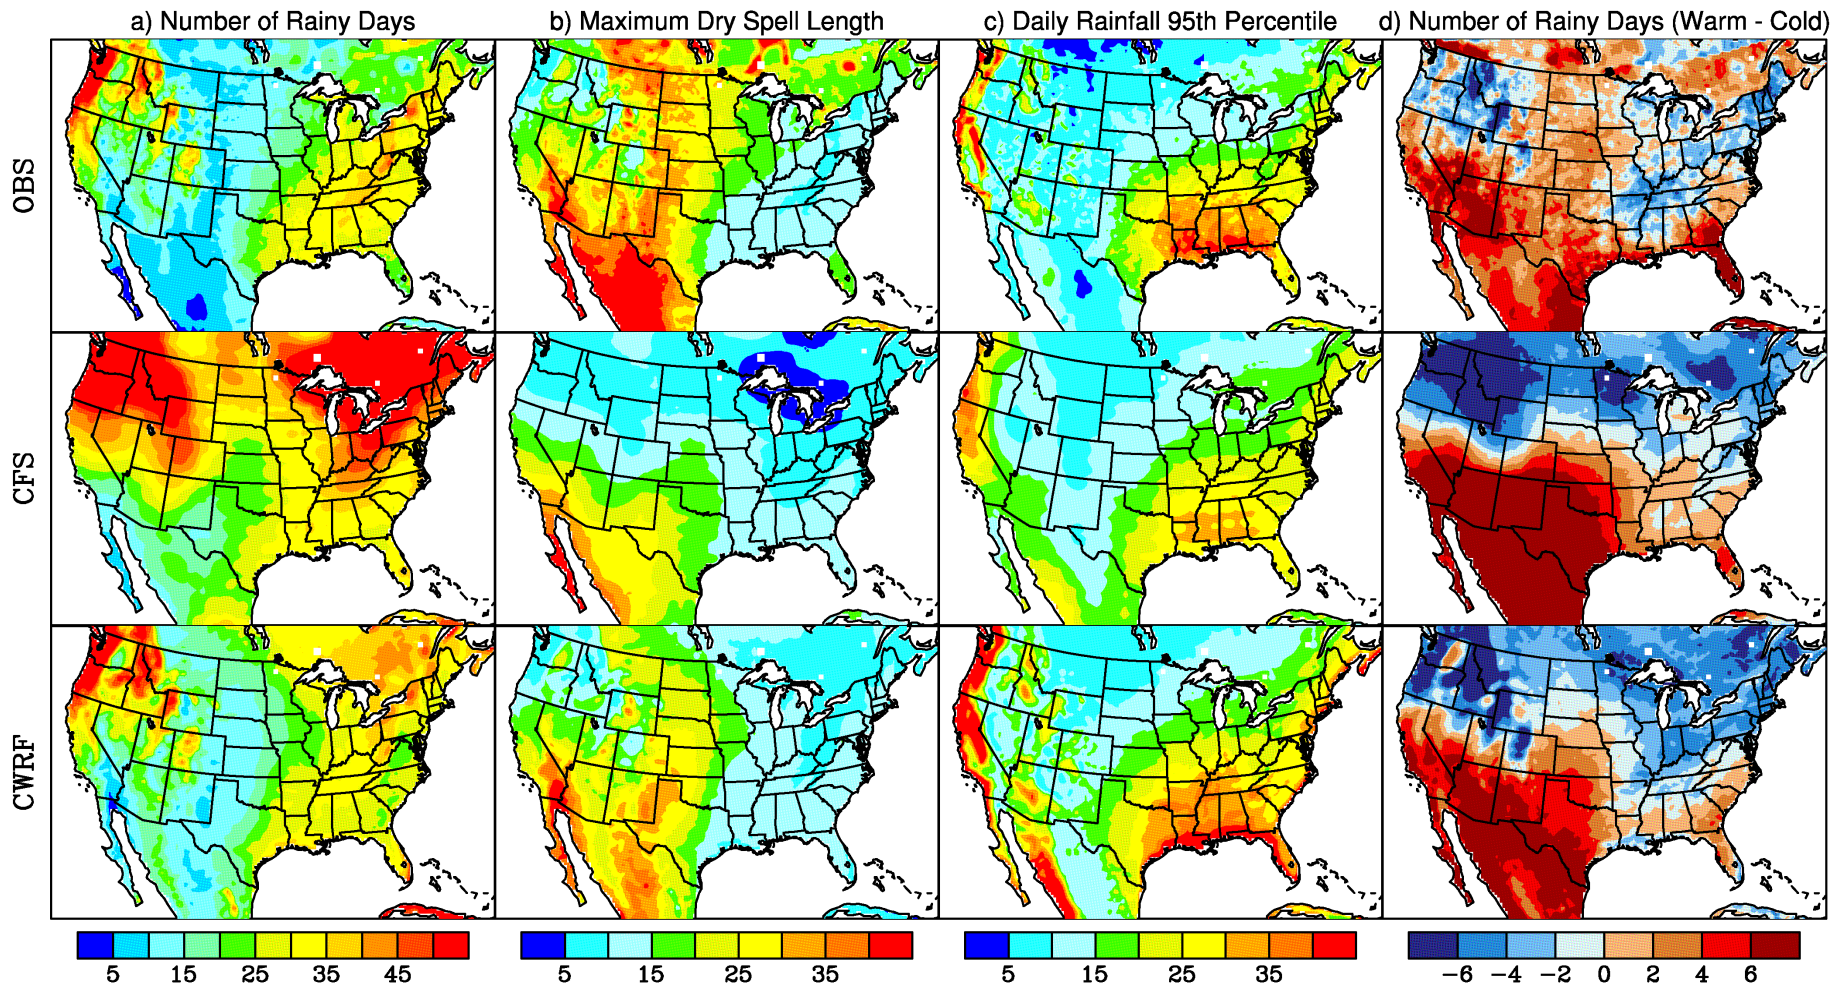 a) Number of Rainy Days
b) Maximum Dry Spell Length
c) Daily Rainfall 95th Percentile
d) Number of Rainy Days (Warm - Cold)
OBS
CFS
CWRF
5 15 25 35 45
5 15 25 35
5 15 25 35
-6 -4 -2 0 2 4 6